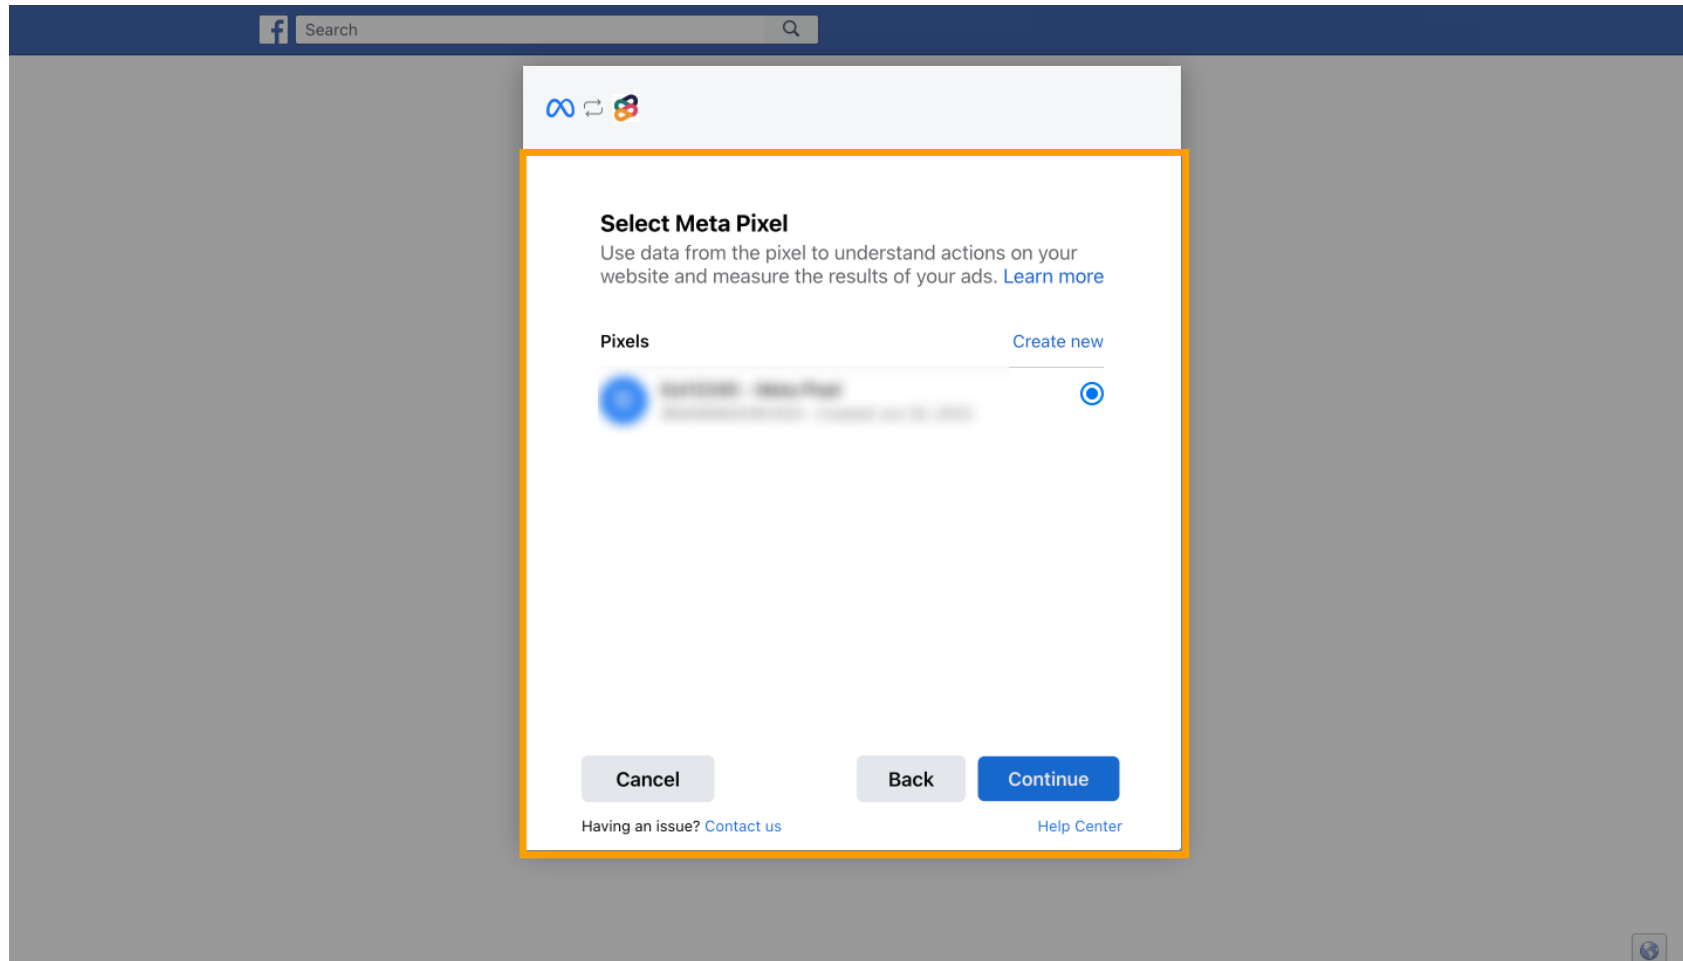 Search
Select Meta Pixel
Use data from the pixel to understand actions on your
website and measure the results of your ads. Learn more
Pixels Create new
Cancel Back Continue
Having an issue? Contact us Help Center